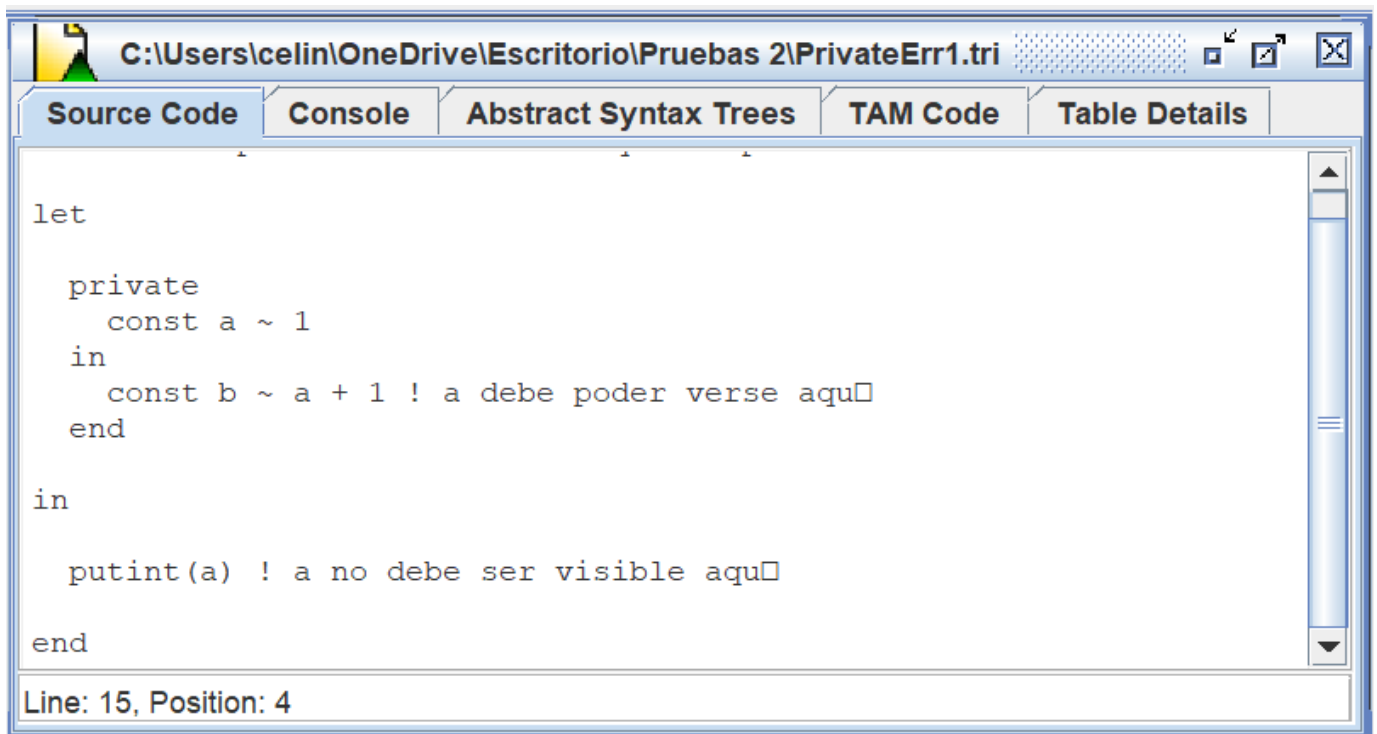 C:\Users\celin\OneDrive\Escritorio\Pruebas 2\PrivateErr1.tri
Source Code Console Abstract Syntax Trees TAM Code Table Details
let
private
const a ~ 1
in
const b ~ a + 1 ! a debe poder verse aqu□
end
in
putint(a) ! a no debe ser visible aqu□
end
Line: 15, Position: 4